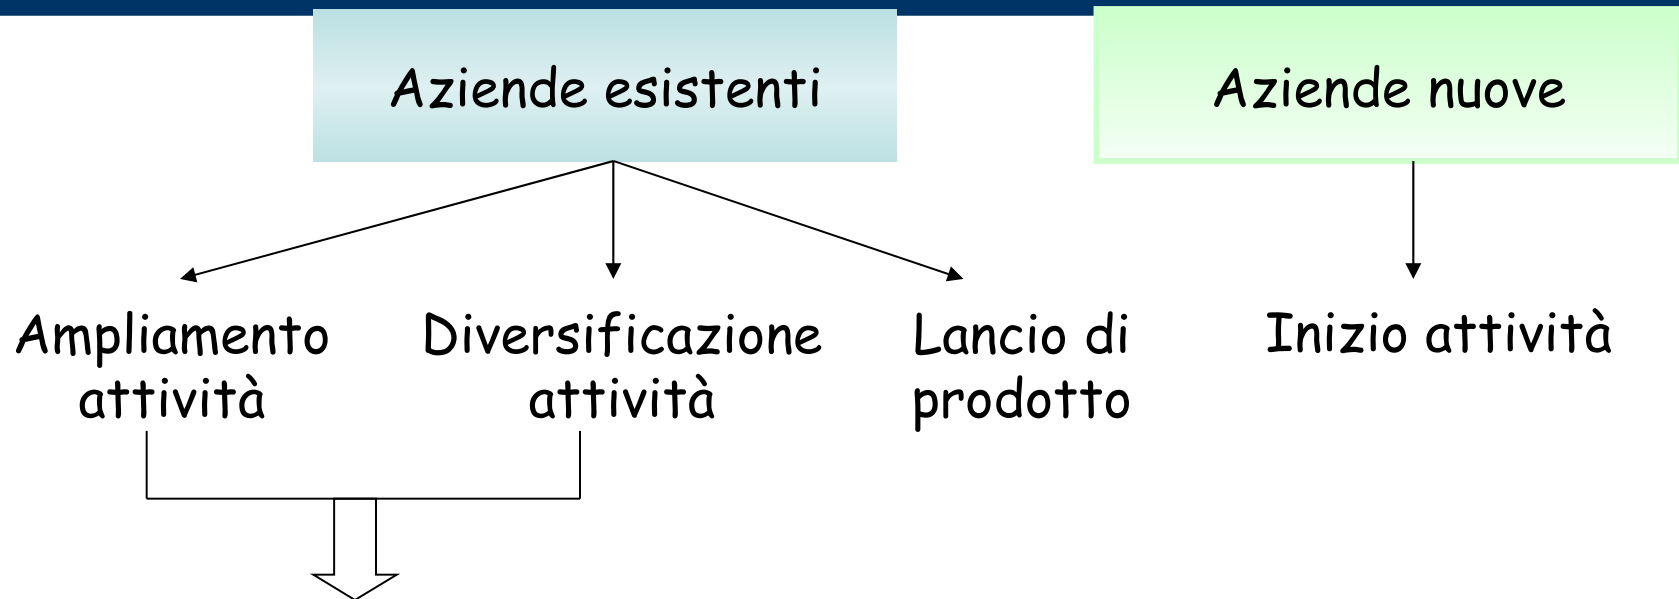 Aziende esistenti
Aziende nuove
Ampliamento
attività
Diversificazione
attività
Lancio di
prodotto
Inizio attività